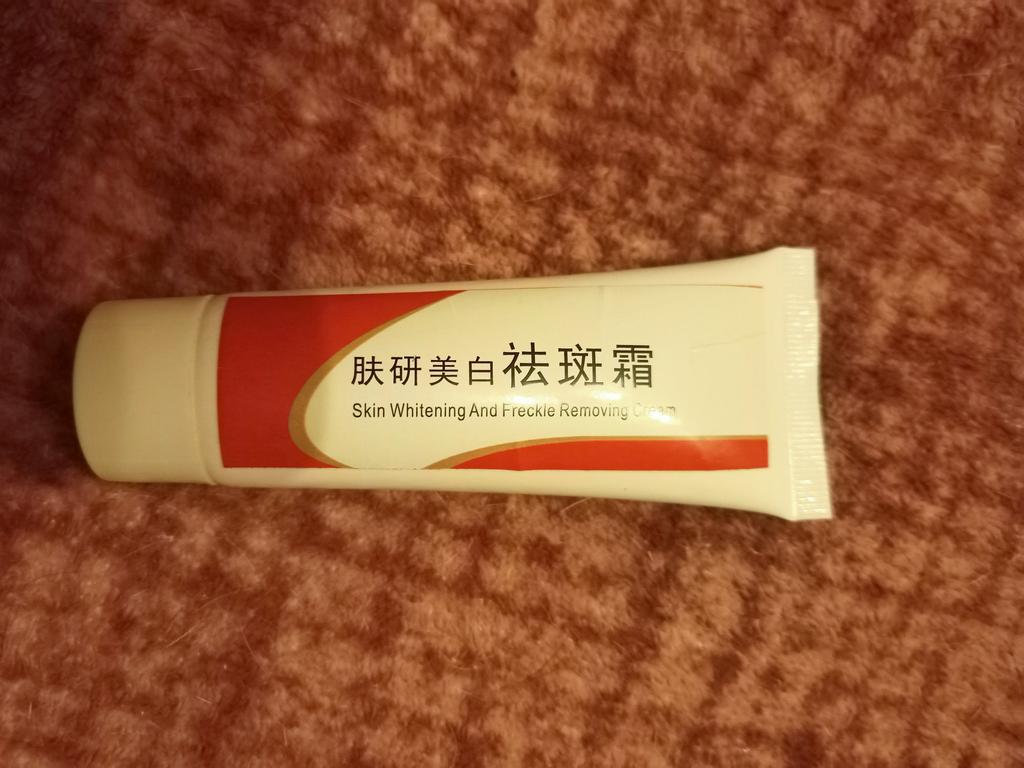 肤研美白祛斑霜
Skin Whitening And Freckle Removing Cream